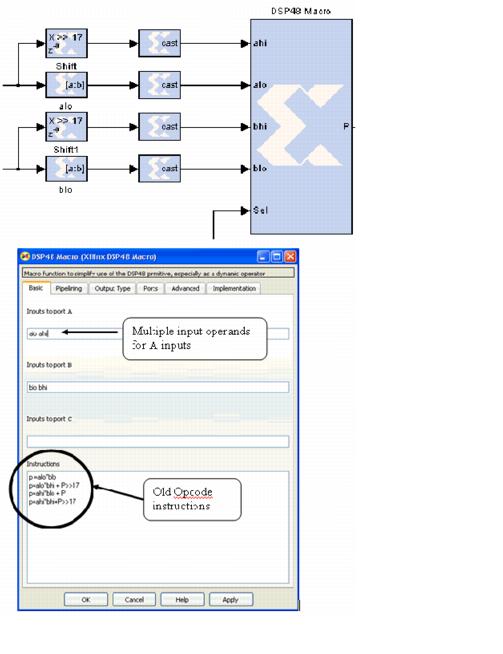 DSP48 Macro
X >> 17
z
cast
ahi
Shift
[a:b]
cast
alo
alo
X >> 17
z
cast
bhi
P
Shift1
[a:b]
cast
blo
blo
Sel
DSP48 Macro (Xilinx DSP48 Macro)
Macro function to simplify use of the DSP primitive, especially as a dynamic operator
Basic Pipelining Output Type Ports Advanced Implementation
Inputs to port A
alo ahi
Multiple input operands
for A inputs
Inputs to port B
blo bhi
Inputs to port C
Instructions
p=alo*blo
p=alo*bhi + P>>17
p=ahi*blo + P
p=ahi*bhi+P>>17
Old Opcode
instructions
OK Cancel Help Apply